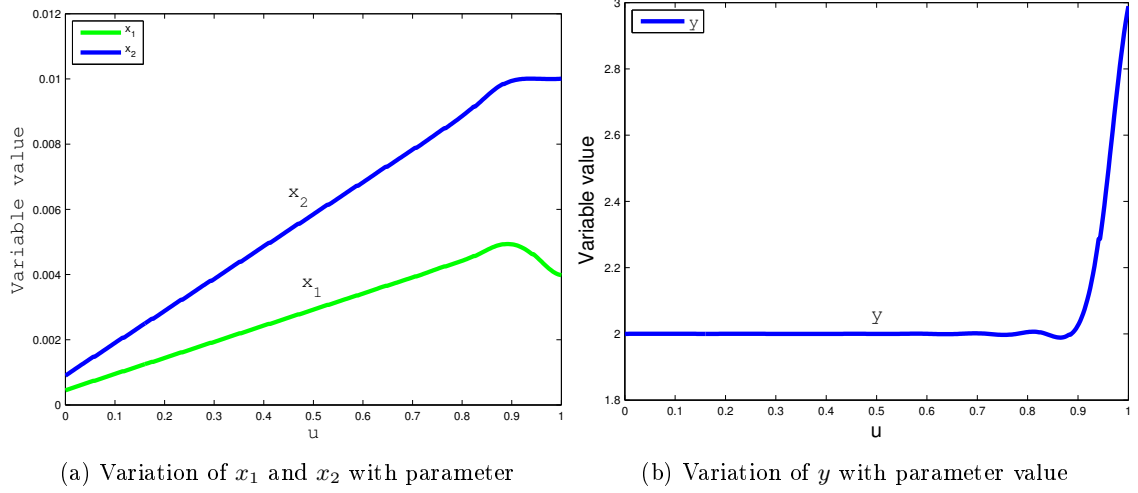 0.012
0.01
0.008
0.006
0.004
0.002
0
Variable value
x1
x2
x2
x1
0 0.1 0.2 0.3 0.4 0.5 0.6 0.7 0.8 0.9 1
u
(a) Variation of x1 and x2 with parameter
3
2.8
2.6
2.4
2.2
2
1.8
Variable value
y
y
0 0.1 0.2 0.3 0.4 0.5 0.6 0.7 0.8 0.9 1
u
(b) Variation of y with parameter value